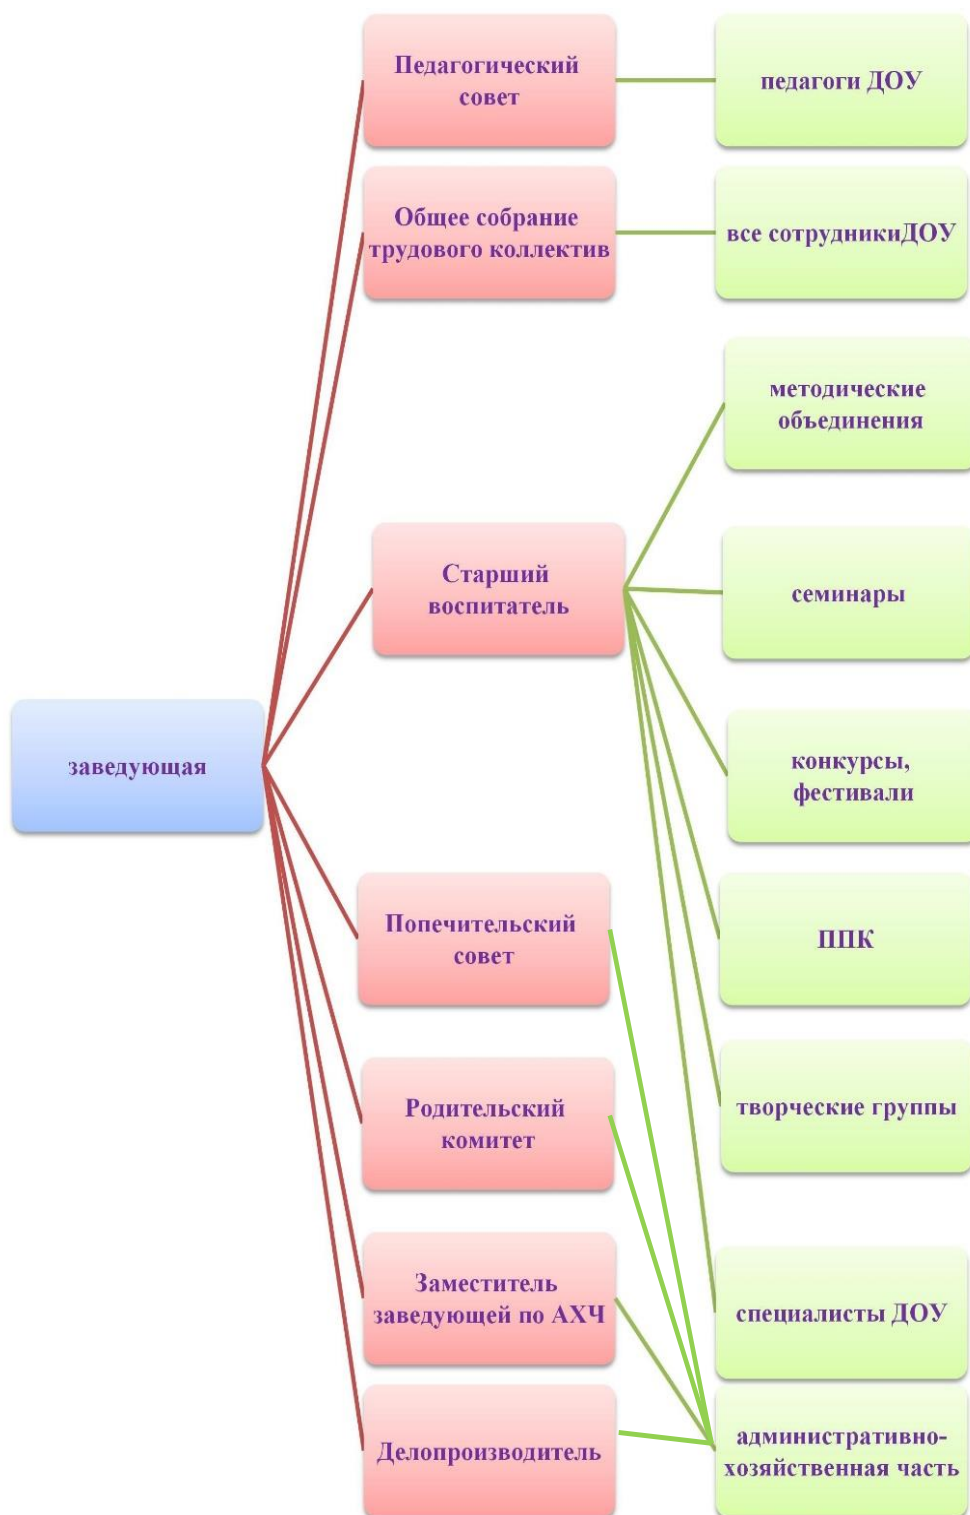 Педагогический
совет
педагоги ДОУ
Общее собрание
трудового коллектив
все сотрудникиДОУ
методические
объединения
Старший
воспитатель
семинары
заведующая
конкурсы,
фестивали
Попечительский
совет
ППК
Родительский
комитет
творческие группы
Заместитель
заведующей по АХЧ
специалисты ДОУ
Делопроизводитель
административно-
хозяйственная часть